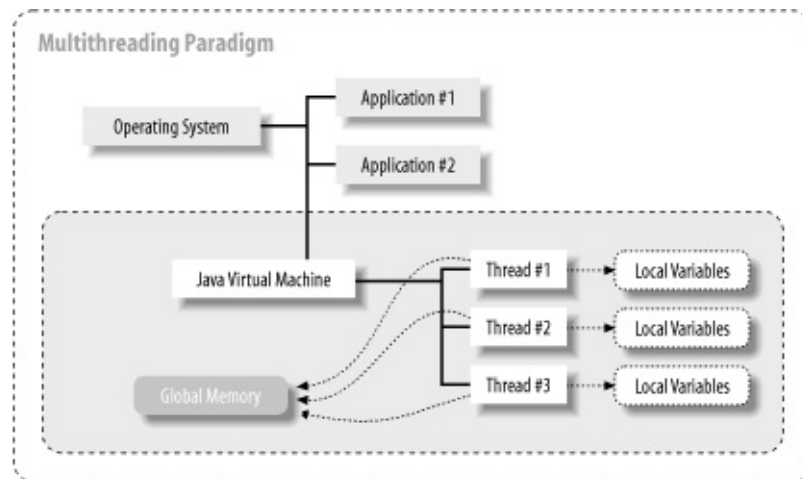 Multithreading Paradigm
Application #1
Operating System
Application #2
Java Virtual Machine
Thread #1
Local Variables
Thread #2
Local Variables
Global Memory
Thread #3
Local Variables